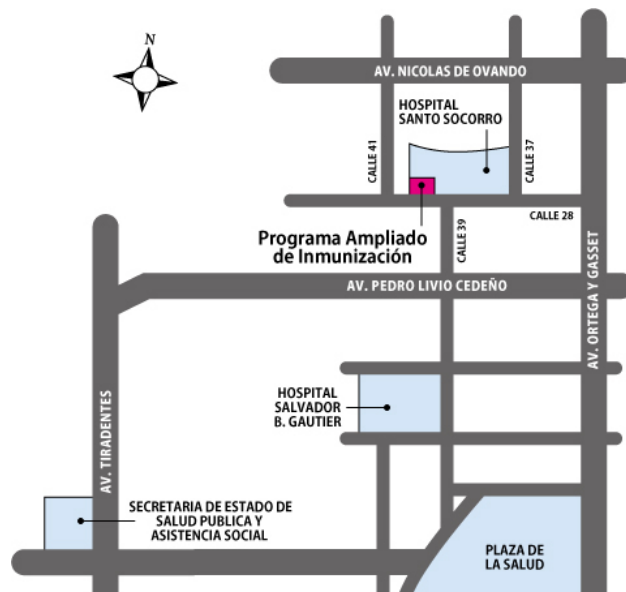 N
AV. NICOLAS DE OVANDO
HOSPITAL
SANTO SOCORRO
CALLE 41
CALLE 37
CALLE 28
Programa Ampliado
de Inmunización
CALLE 39
AV. PEDRO LIVIO CEDEÑO
AV. ORTEGA Y GASSET
HOSPITAL
SALVADOR
B. GAUTIER
AV. TIRADENTES
SECRETARIA DE ESTADO DE
SALUD PUBLICA Y
ASISTENCIA SOCIAL
PLAZA DE
LA SALUD